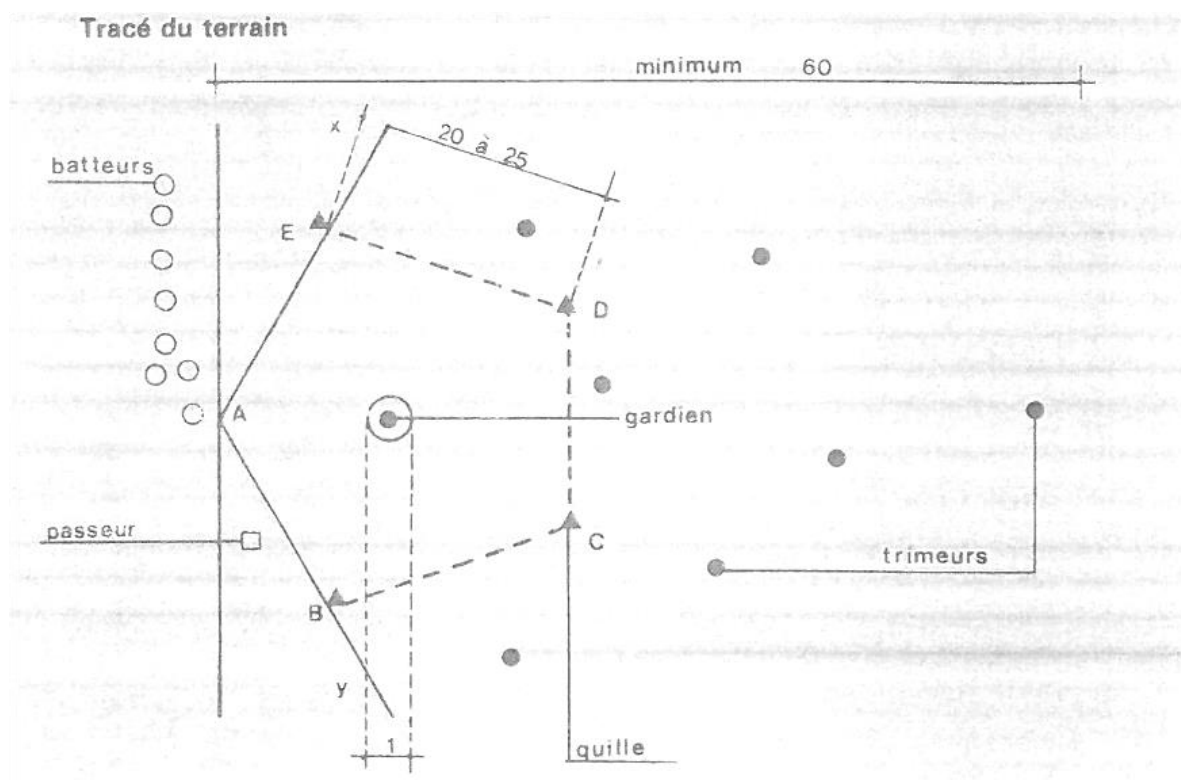 Tracé du terrain
minimum 60
x
20 à 25
batteurs
E
D
A
gardien
passeur
C
trimeurs
B
y
1
quille